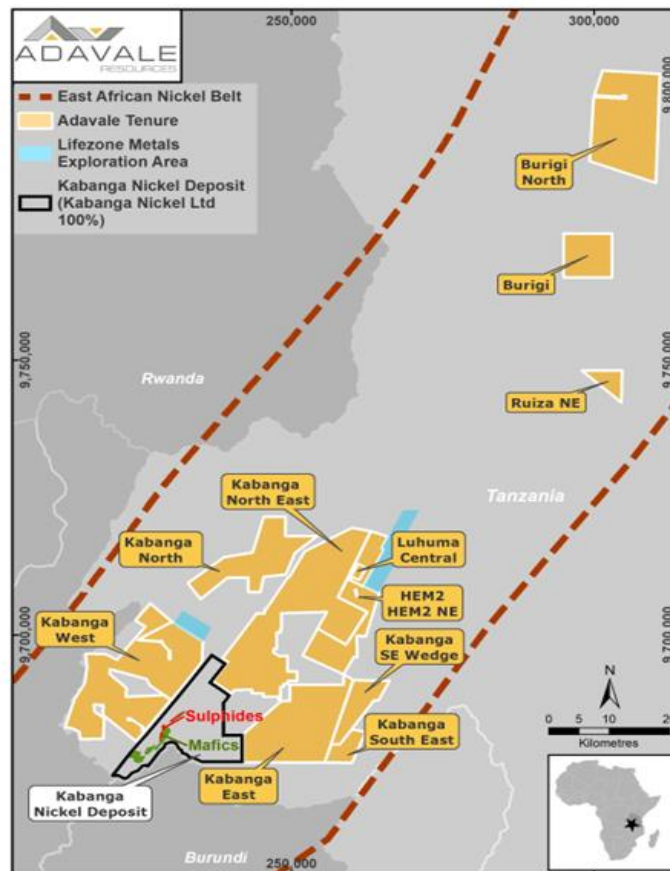 ADAVALE
RESOURCES
East African Nickel Belt
Adavale Tenure
Lifezone Metals
Exploration Area
Kabanga Nickel Deposit
(Kabanga Nickel Ltd
100%)
250,000
300,000
9,800,000
Burigi
North
Burigi
9,750,000
9,750,000
Rwanda
Ruiza NE
Tanzania
Kabanga
North East
Kabanga
North
Luhuma
Central
HEM2
HEM2 NE
Kabanga
West
9,700,000
9,700,000
Kabanga
SE Wedge
Sulphides
Mafics
Kabanga
South East
Kabanga
East
Kabanga
Nickel Deposit
N
0 5 10 20
Kilometres
Burundi
250,000